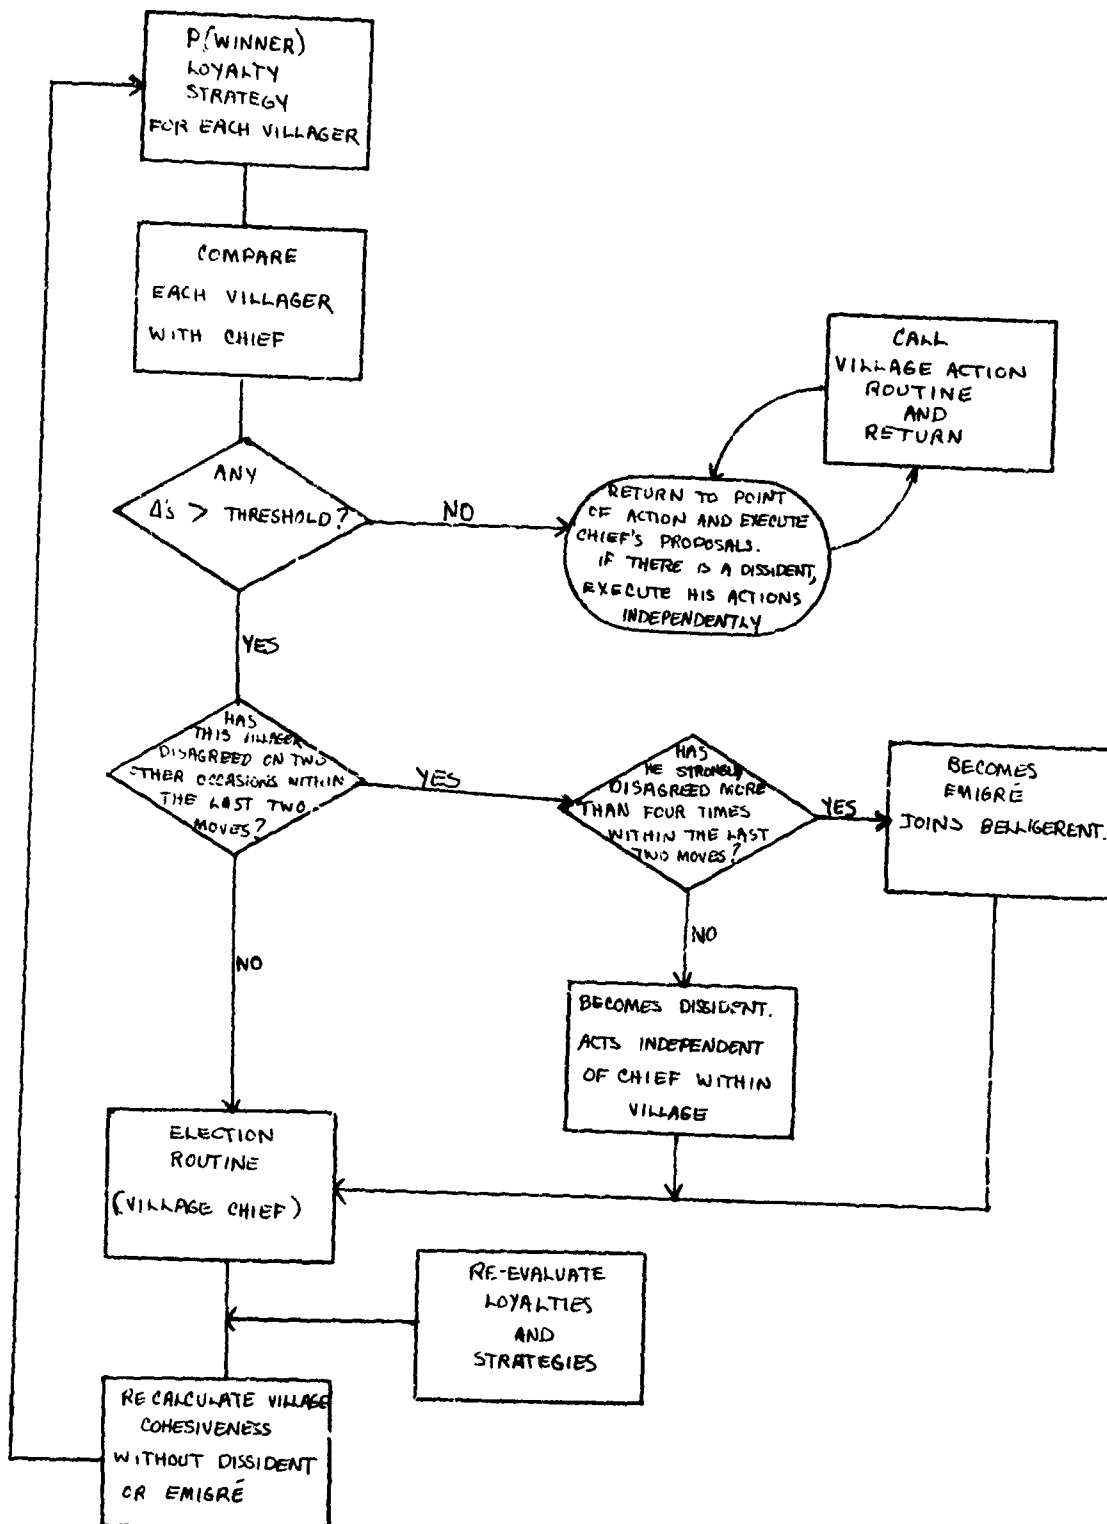 P(WINNER)
LOYALTY
STRATEGY
FOR EACH VILLAGER
COMPARE
EACH VILLAGER
WITH CHIEF
CALL
VILLAGE ACTION
ROUTINE
AND
RETURN
ANY
Δ's > THRESHOLD?
NO
RETURN TO POINT
OF ACTION AND EXECUTE
CHIEF'S PROPOSALS.
IF THERE IS A DISSIDENT,
EXECUTE HIS ACTIONS
INDEPENDENTLY
YES
HAS
THIS VILLAGER
DISAGREED ON TWO
OTHER OCCASIONS WITHIN
THE LAST TWO
MOVES?
YES
HAS
HE STRONGLY
DISAGREED MORE
THAN FOUR TIMES
WITHIN THE LAST
TWO MOVES?
YES
BECOMES
EMIGRÉ
JOINS BELLIGERENT.
NO
NO
BECOMES DISSIDENT.
ACTS INDEPENDENT
OF CHIEF WITHIN
VILLAGE
ELECTION
ROUTINE
(VILLAGE CHIEF)
RE-EVALUATE
LOYALTIES
AND
STRATEGIES
RECALCULATE VILLAGE
COHESIVENESS
WITHOUT DISSIDENT
OR EMIGRÉ